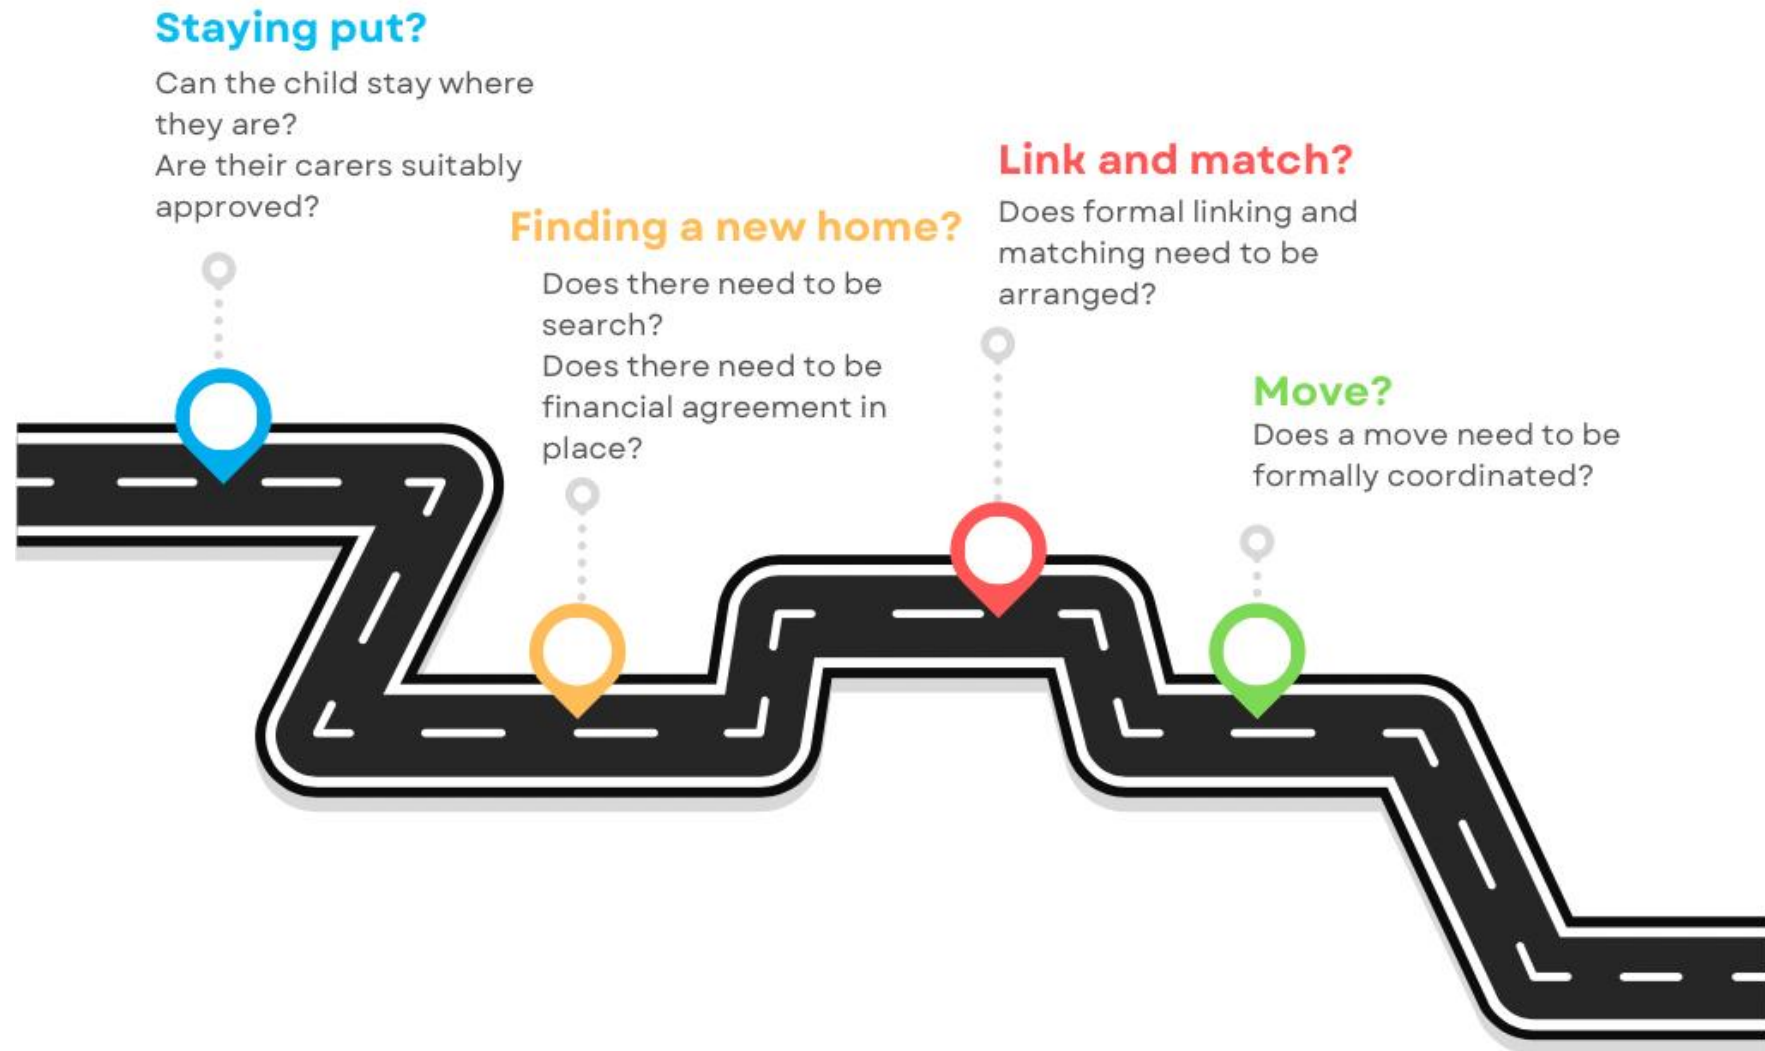 Staying put?
Can the child stay where
they are?
Are their carers suitably
approved?
Finding a new home?
Does there need to be
search?
Does there need to be
financial agreement in
place?
Link and match?
Does formal linking and
matching need to be
arranged?
Move?
Does a move need to be
formally coordinated?